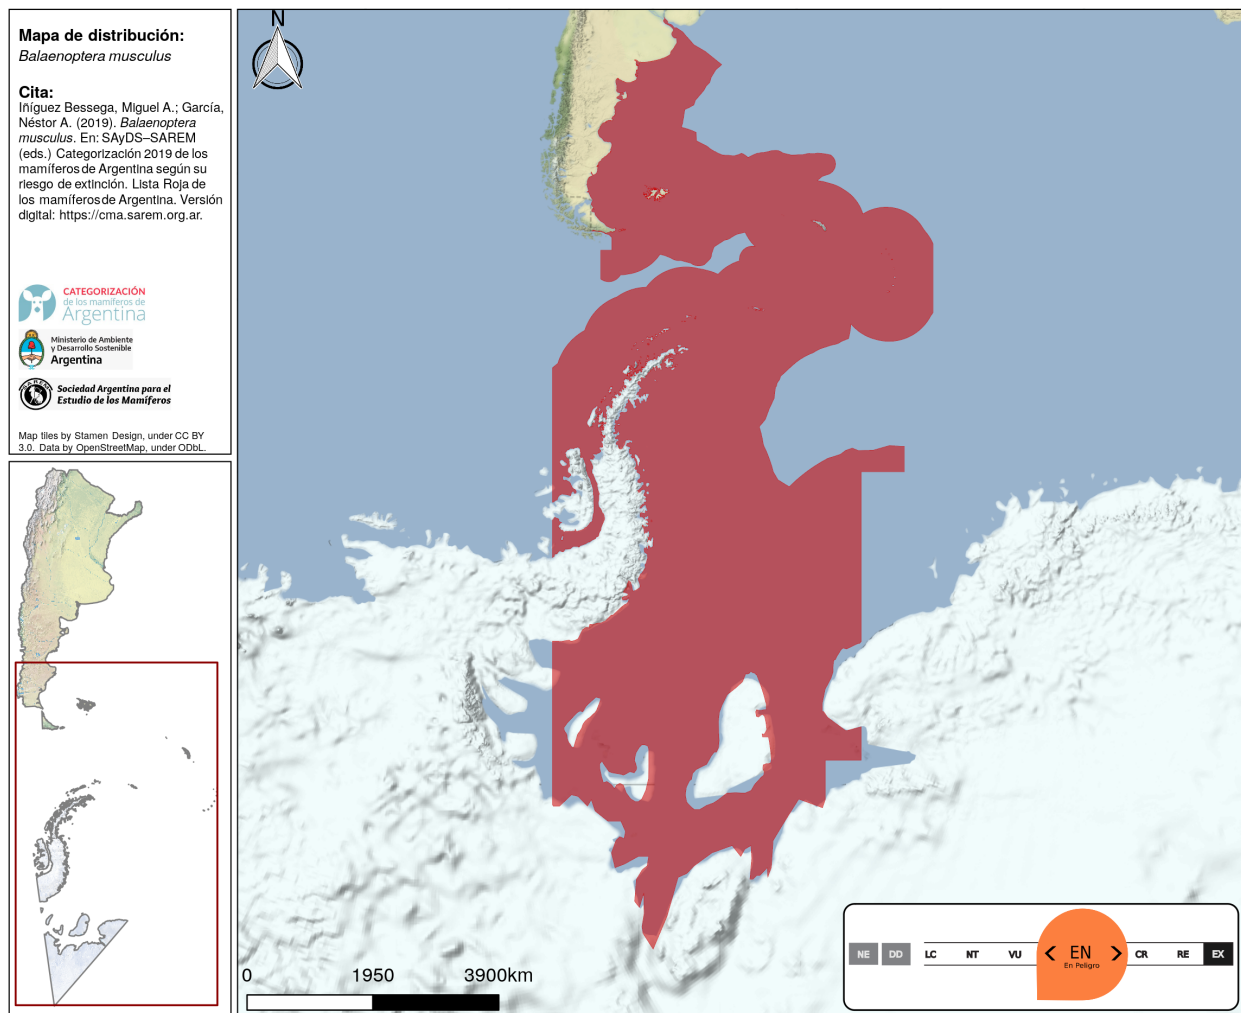 Mapa de distribución:
Balaenoptera musculus
Cita:
Iñíguez Bessega, Miguel A.; García,
Néstor A. (2019). Balaenoptera
musculus. En: SAyDS–SAREM
(eds.) Categorización 2019 de los
mamíferos de Argentina según su
riesgo de extinción. Lista Roja de
los mamíferos de Argentina. Versión
digital: https://cma.sarem.org.ar.
CATEGORIZACIÓN
de los mamíferos de
Argentina
Ministerio de Ambiente
y Desarrollo Sostenible
Argentina
SAREM
Sociedad Argentina para el
Estudio de los Mamíferos
Map tiles by Stamen Design, under CC BY
3.0. Data by OpenStreetMap, under ODbL.
N
0 1950 3900km
NE DD LC NT VU EN CR RE EX
En Peligro